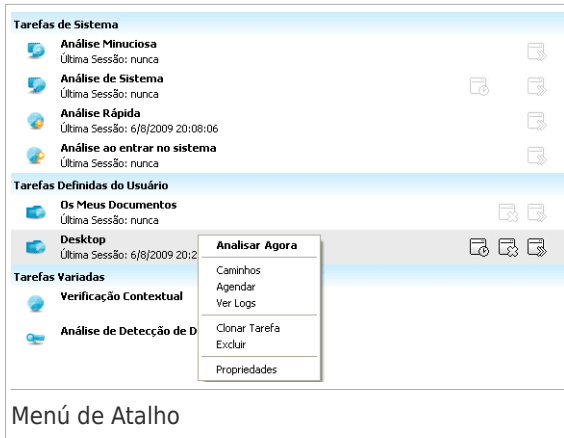 Tarefas de Sistema
Análise Minuciosa
Última Sessão: nunca
Análise de Sistema
Última Sessão: nunca
Análise Rápida
Última Sessão: 6/8/2009 20:08:06
Análise ao entrar no sistema
Última Sessão: nunca
Tarefas Definidas do Usuário
Os Meus Documentos
Última Sessão: nunca
Desktop
Última Sessão: 6/8/2009 20:2
Analisar Agora
Caminhos
Agendar
Ver Logs
Clonar Tarefa
Excluir
Propriedades
Tarefas Variadas
Verificação Contextual
Análise de Detecção de D
Menú de Atalho